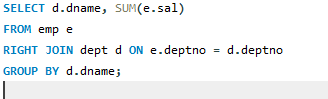 SELECT d.dname, SUM(e.sal)
FROM emp e
RIGHT JOIN dept d ON e.deptno = d.deptno
GROUP BY d.dname;